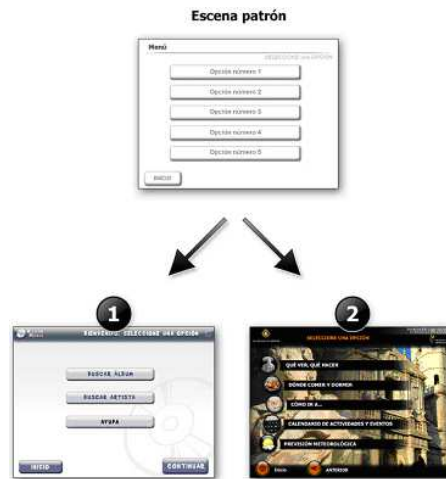 Escena patrón
Menú
SELECCIONE una OPCIÓN
Opción número 1
Opción número 2
Opción número 3
Opción número 4
Opción número 5
INICIO
1
2
BIENVENIDO, SELECCIONE UNA OPCIÓN
BUSCAR ÁLBUM
BUSCAR ARTISTA
AYUDA
INICIO
CONTINUAR
SELECCIONE UNA OPCIÓN
QUÉ VER, QUÉ HACER
DÓNDE COMER Y DORMIR
CÓMO IR A...
CALENDARIO DE ACTIVIDADES Y EVENTOS
PREVISIÓN METEOROLÓGICA
Inicio
ANTERIOR